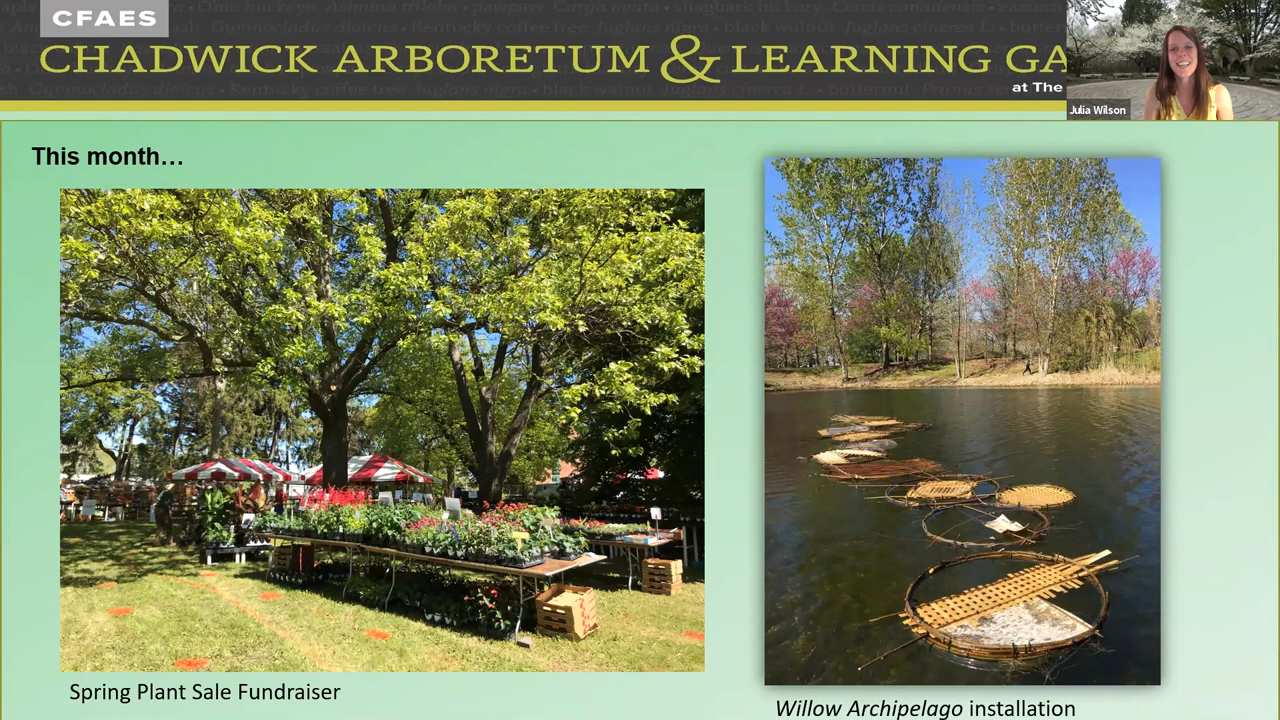 CFAES
CHADWICK ARBORETUM & LEARNING GA
at The
Julia Wilson
This month…
Spring Plant Sale Fundraiser
Willow Archipelago installation